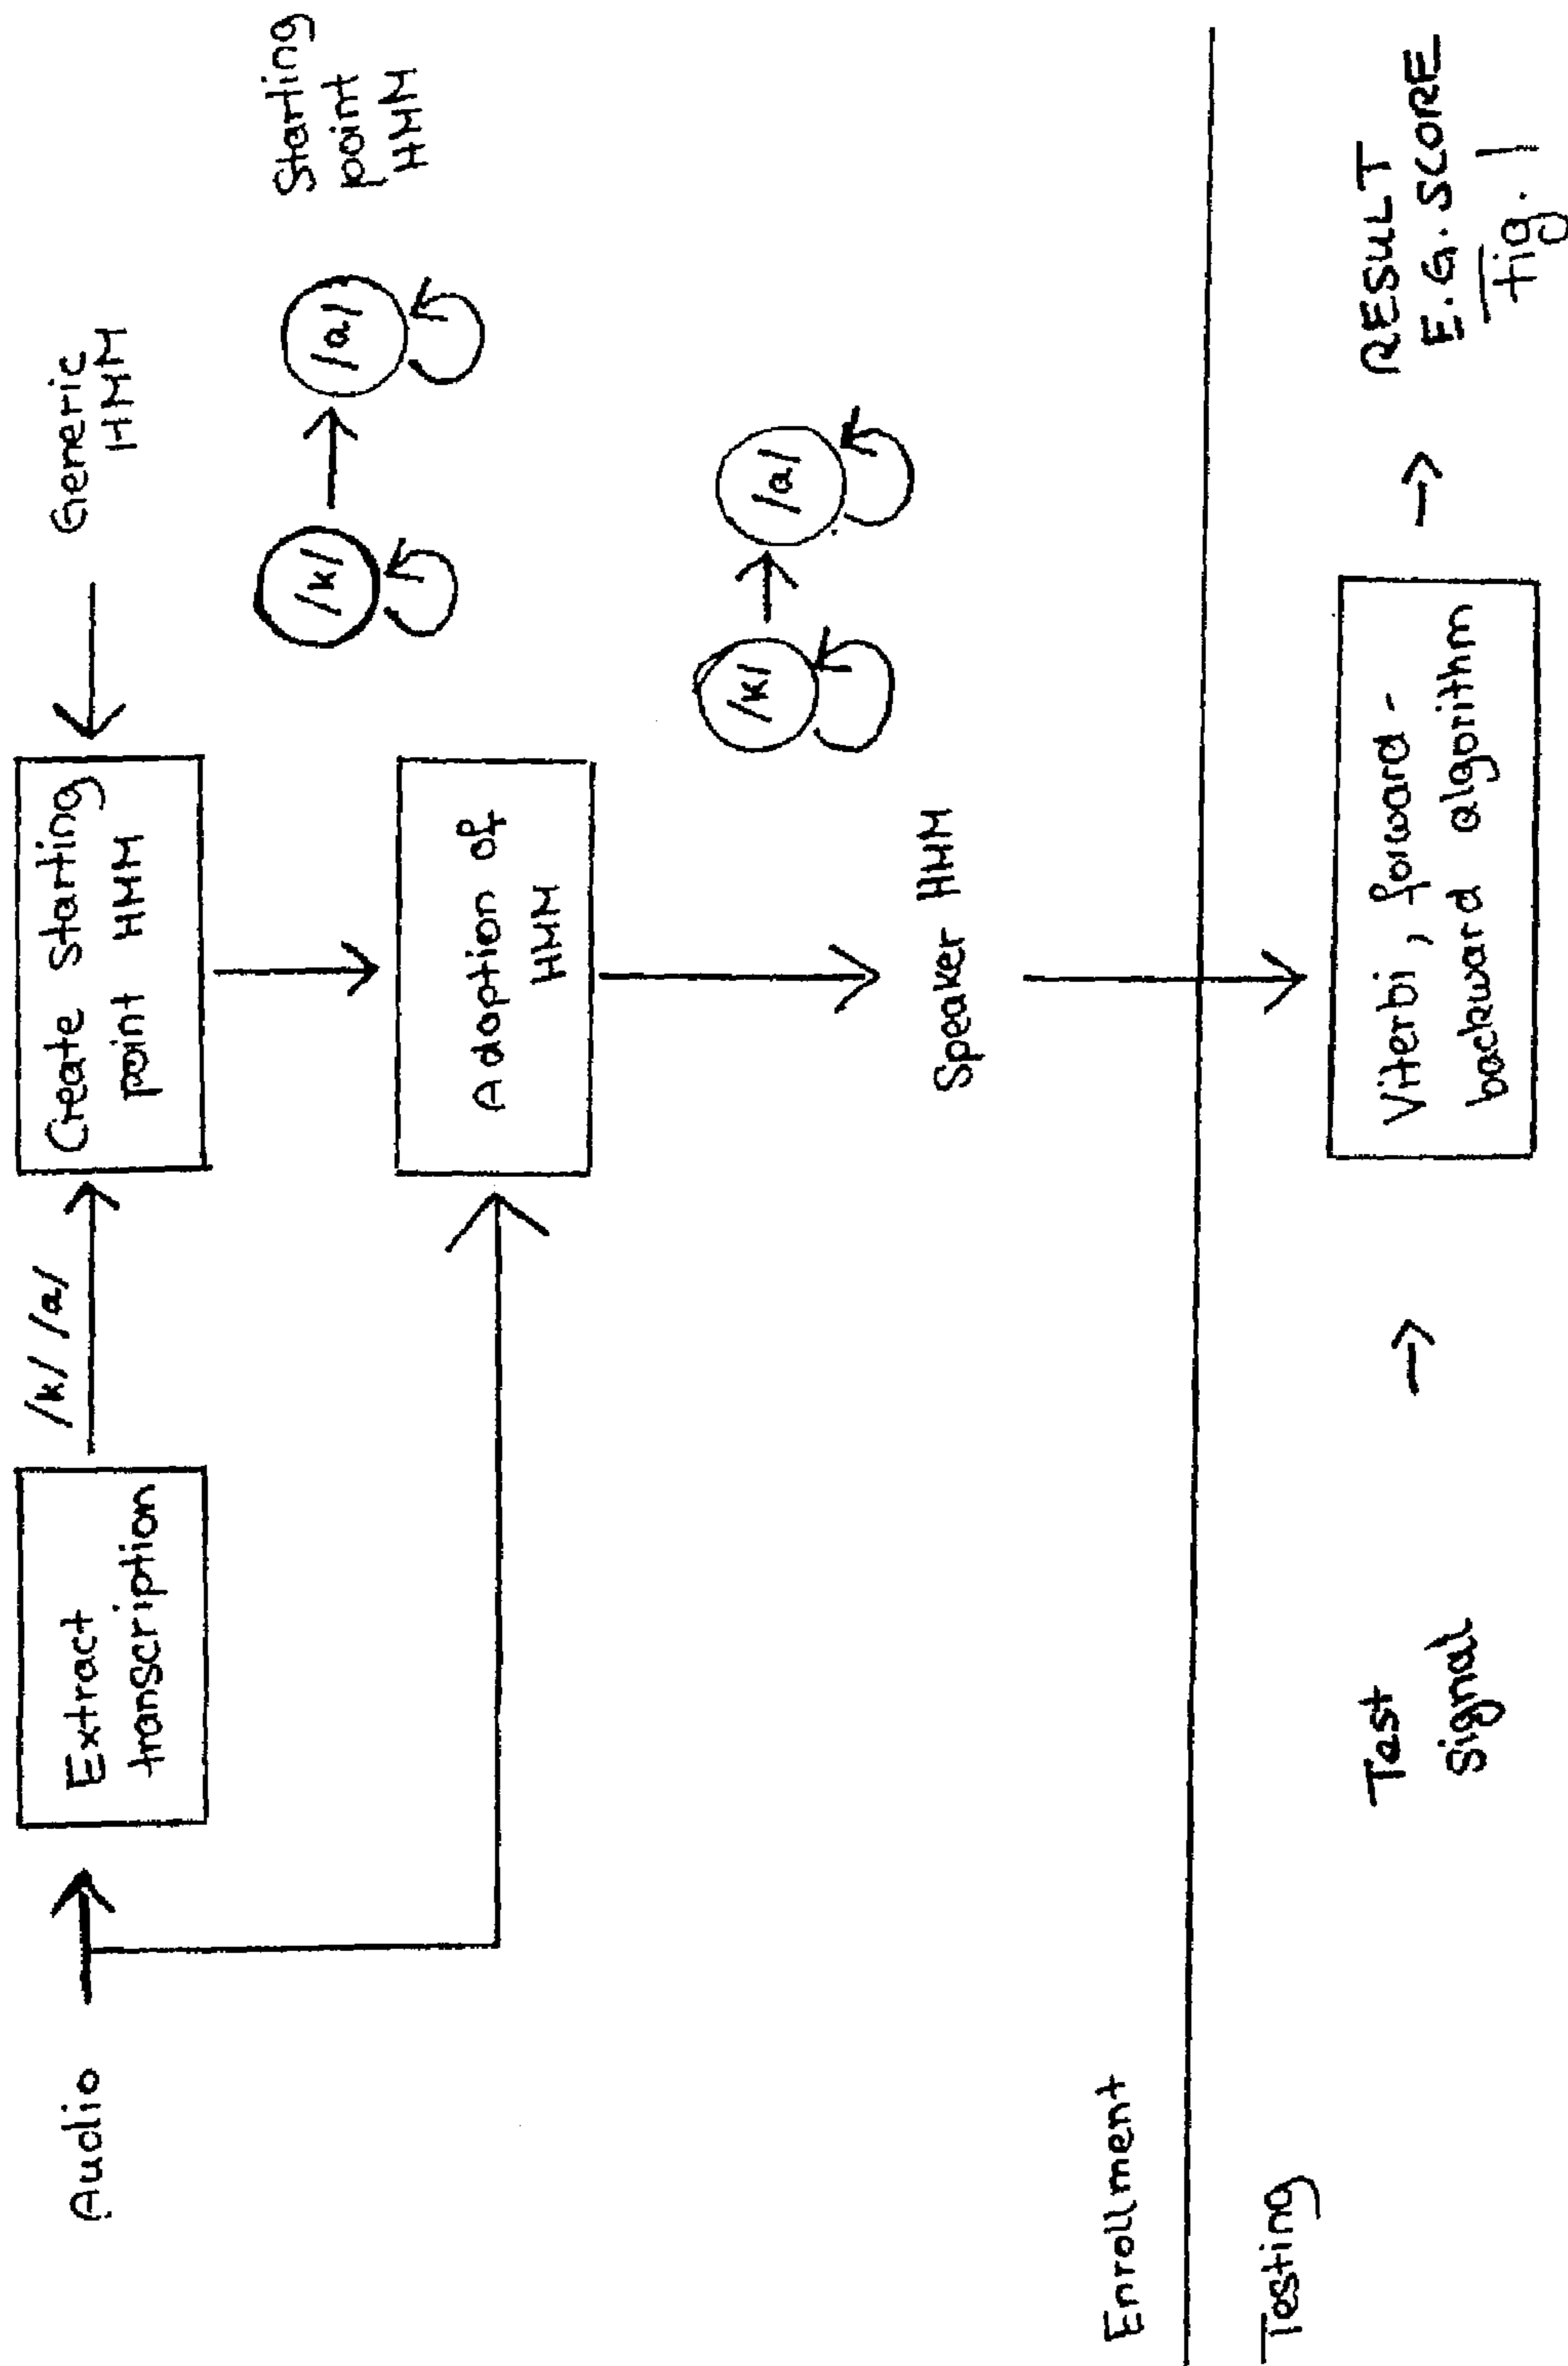 Audio
Extract
transcription
/k/ /a/
Create starting
point HMM
Generic
HMM
/k/
/a/
Starting
point
HMM
Adaption of
HMM
/k/
/a/
Speaker HMM
Enrollment
Testing
Test
Signal
Viterbi, forward-
backward algorithm
RESULT
E.G. SCORE
Fig. 1